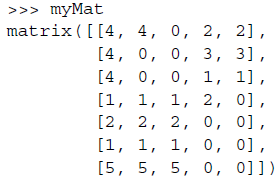 >>> myMat
matrix([[4, 4, 0, 2, 2],
[4, 0, 0, 3, 3],
[4, 0, 0, 1, 1],
[1, 1, 1, 2, 0],
[2, 2, 2, 0, 0],
[1, 1, 1, 0, 0],
[5, 5, 5, 0, 0]])